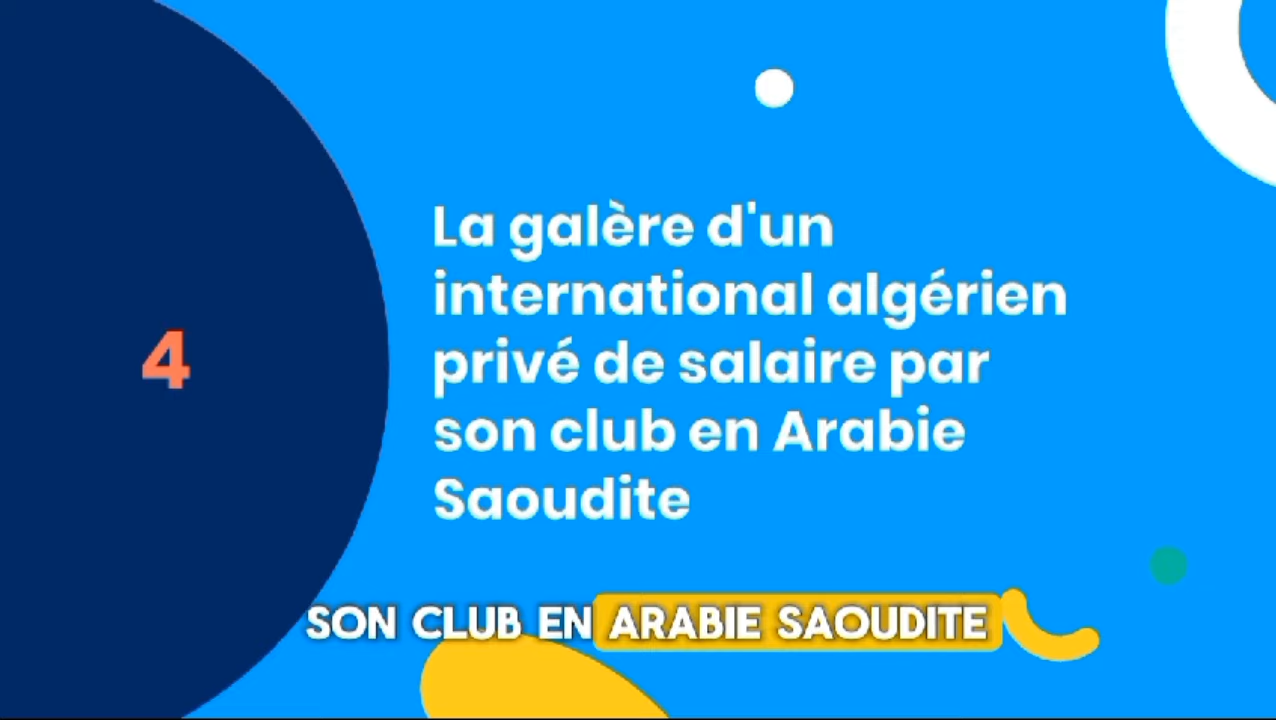 4
La galère d'un
international algérien
privé de salaire par
son club en Arabie
Saoudite
SON CLUB EN ARABIE SAOUDITE